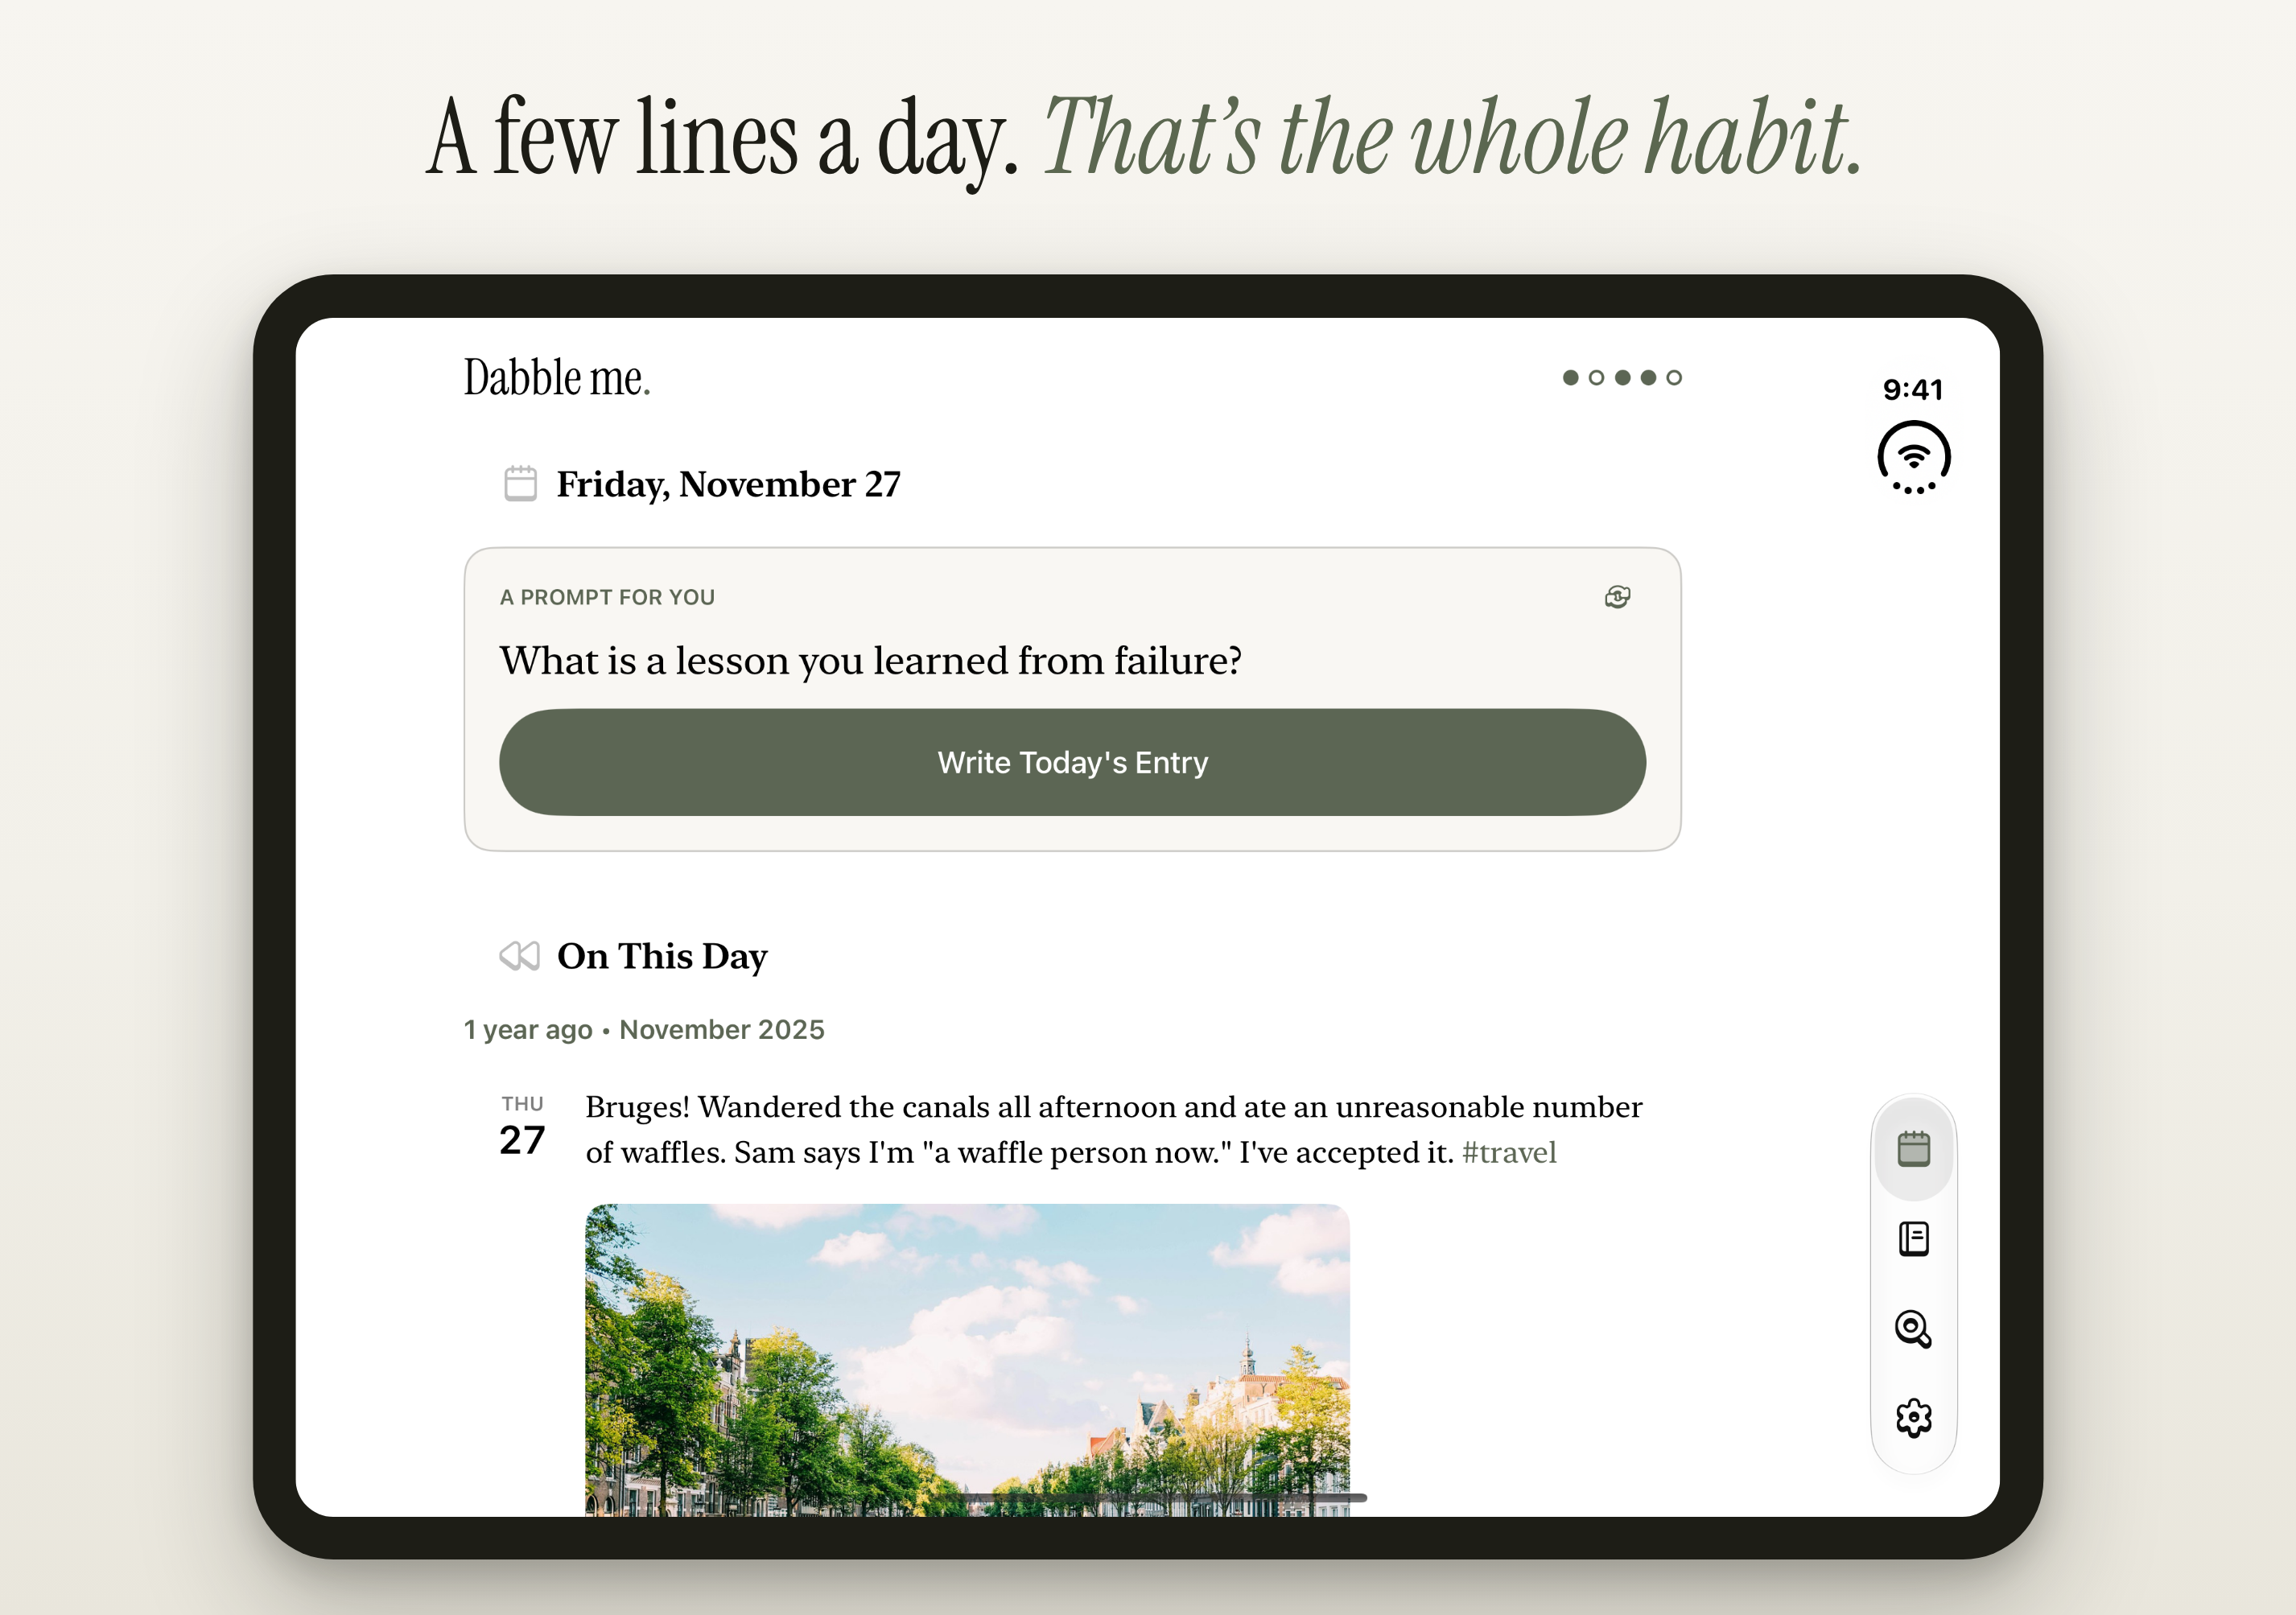 A few lines a day. That’s the whole habit.
Dabble me.
9:41
Friday, November 27
A PROMPT FOR YOU
What is a lesson you learned from failure?
Write Today's Entry
On This Day
1 year ago • November 2025
THU
27
Bruges! Wandered the canals all afternoon and ate an unreasonable number
of waffles. Sam says I'm "a waffle person now." I've accepted it. #travel